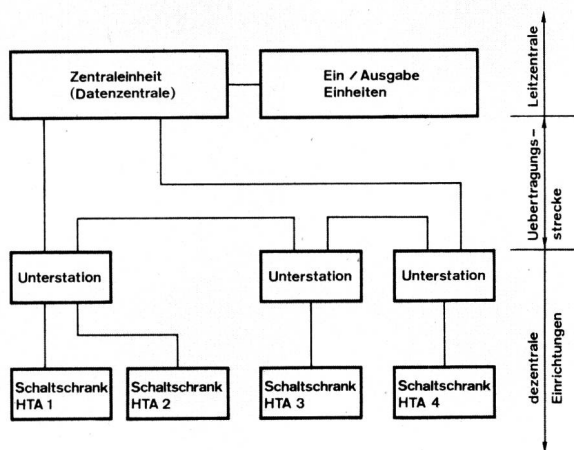 Zentraleinheit
(Datenzentrale)
Ein / Ausgabe
Einheiten
Leitzentrale
Uebertragungs-
strecke
Unterstation
Unterstation
Unterstation
dezentrale
Einrichtungen
Schaltschrank
HTA 1
Schaltschrank
HTA 2
Schaltschrank
HTA 3
Schaltschrank
HTA 4